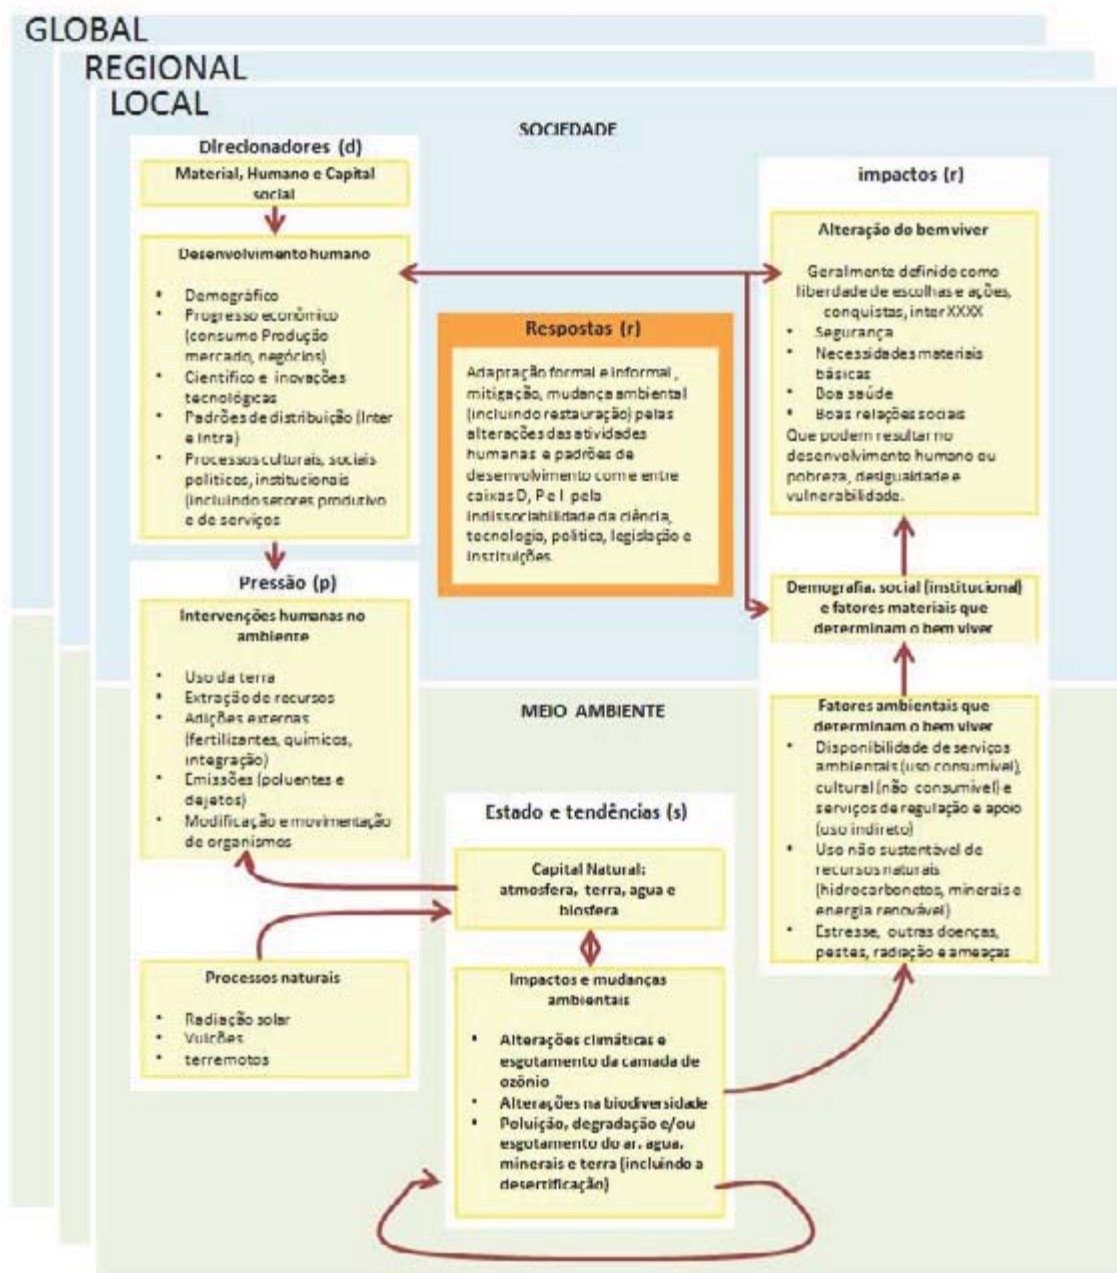 GLOBAL
REGIONAL
LOCAL
SOCIEDADE
Direcionadores (d)
Material, Humano e Capital
social
Desenvolvimento humano
• Demográfico
• Progresso econômico
(consumo Produção
mercado, negócios)
• Científico e inovações
tecnológicas
• Padrões de distribuição (Inter
e Intra)
• Processos culturais, sociais
políticos, institucionais
(incluindo setores produtivo
e de serviços
Pressão (p)
Intervenções humanas no
ambiente
• Uso da terra
• Extração de recursos
• Adições externas
(fertilizantes, químicos,
integração)
• Emissões (poluentes e
dejetos)
• Modificação e movimentação
de organismos
Respostas (r)
Adaptação formal e informal,
mitigação, mudança ambiental
(incluindo restauração) pelas
alterações das atividades
humanas e padrões de
desenvolvimento com e entre
caixas D, P e I pela
indissociabilidade da ciência,
tecnologia, politica, legislação e
instituições.
impactos (r)
Alteração do bem viver
Geralmente definido como
liberdade de escolhas e ações,
conquistas, inter XXXX
• Segurança
• Necessidades materiais
básicas
• Boa saúde
• Boas relações sociais
Que podem resultar no
desenvolvimento humano ou
pobreza, desigualdade e
vulnerabilidade.
Demografia, social (institucional)
e fatores materiais que
determinam o bem viver
MEIO AMBIENTE
Fatores ambientais que
determinam o bem viver
• Disponibilidade de serviços
ambientais (uso consumível),
cultural (não consumível) e
serviços de regulação e apoio
(uso indireto)
• Uso não sustentável de
recursos naturais
(hidrocarbonetos, minerais e
energia renovável)
• Estresse, outras doenças,
pestes, radiação e ameaças
Estado e tendências (s)
Capital Natural:
atmosfera, terra, agua e
biosfera
Processos naturais
• Radiação solar
• Vulcões
• terremotos
Impactos e mudanças
ambientais
• Alterações climáticas e
esgotamento da camada de
ozônio
• Alterações na biodiversidade
• Poluição, degradação e/ou
esgotamento do ar, agua,
minerais e terra (incluindo a
desertificação)